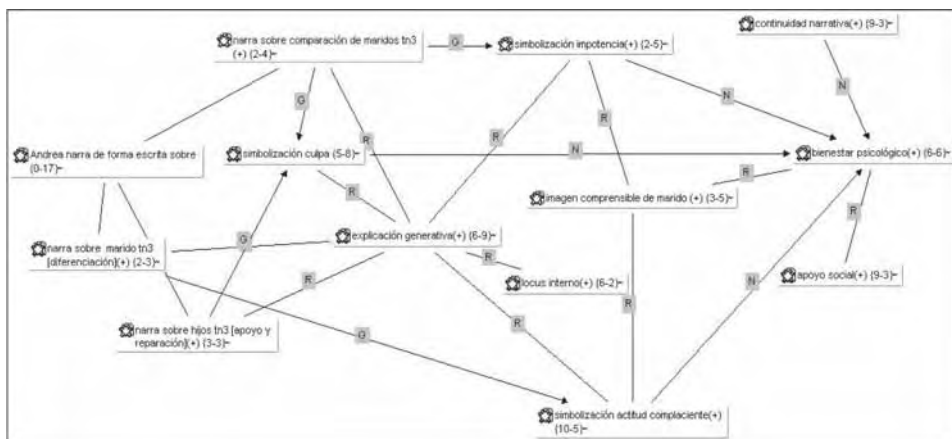 continuidad narrativa(+) {9-3}~
narra sobre comparación de maridos tn3
(+) {2-4}~
G
simbolización impotencia(+) {2-5}~
G
N
N
R
R
R
Andrea narra de forma escrita sobre
{0-17}~
simbolización culpa {5-8}~
N
bienestar psicológico(+) {6-6}~
R
R
imagen comprensible de marido (+) {3-5}~
R
explicación generativa(+) {6-9}~
G
narra sobre marido tn3
[diferenciación](+) {2-3}~
R
R
locus interno(+) {6-2}~
N
apoyo social(+) {9-3}~
R
R
R
narra sobre hijos tn3 [apoyo y
reparación](+) {3-3}~
G
simbolización actitud complaciente(+)
{10-5}~